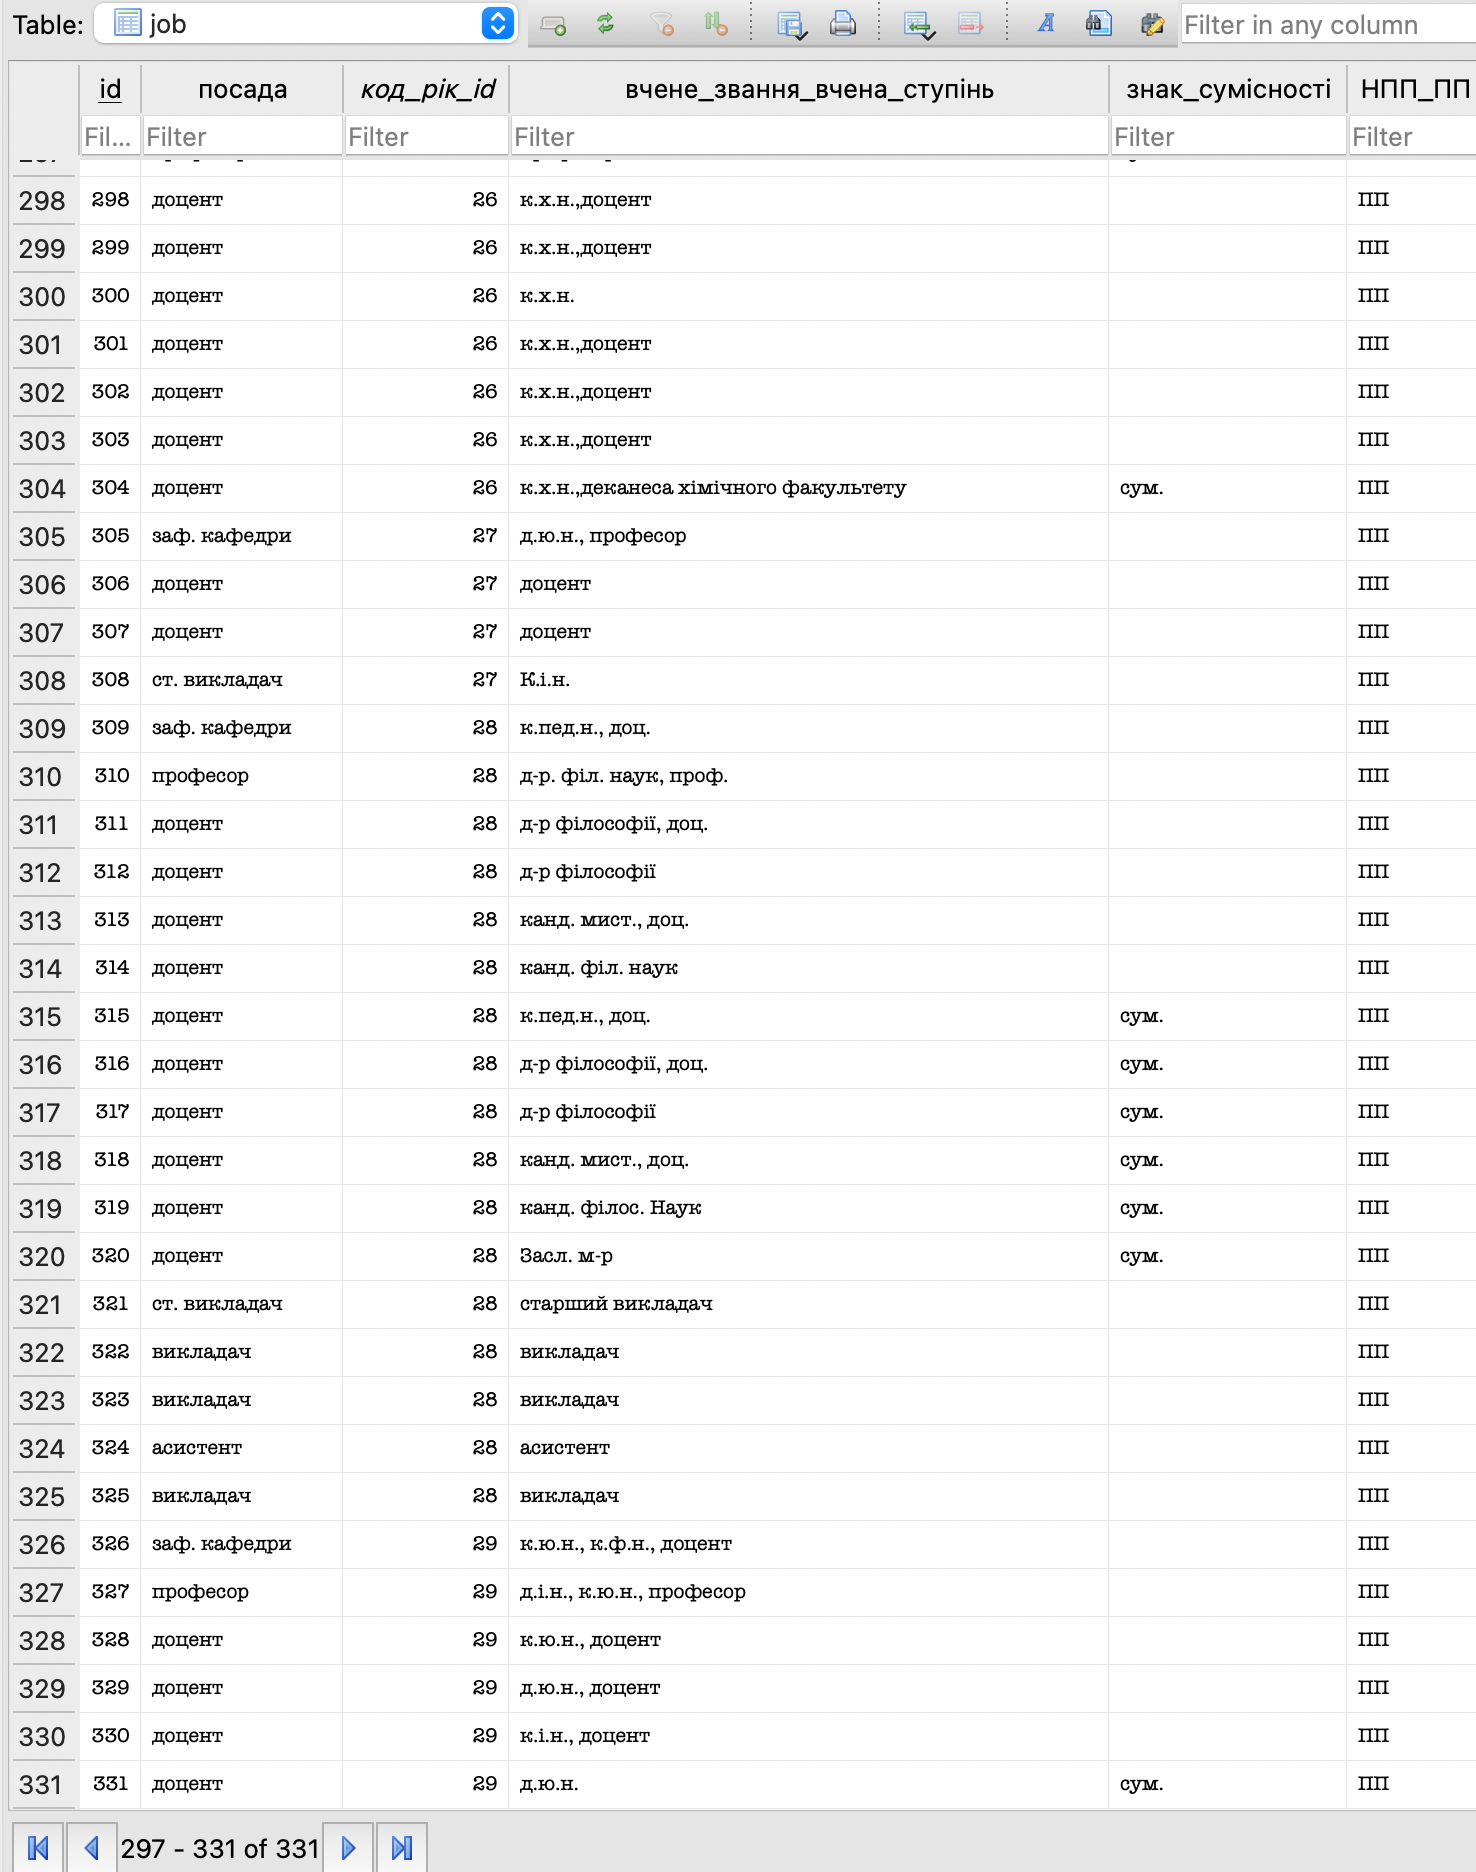 Table: job Filter in any column
id посада код_рік_id вчене_звання_вчена_ступінь знак_сумісності НПП_ПП
Fil... Filter Filter Filter Filter Filter
298 298 доцент 26 к.х.н.,доцент ПП
299 299 доцент 26 к.х.н.,доцент ПП
300 300 доцент 26 к.х.н. ПП
301 301 доцент 26 к.х.н.,доцент ПП
302 302 доцент 26 к.х.н.,доцент ПП
303 303 доцент 26 к.х.н.,доцент ПП
304 304 доцент 26 к.х.н.,деканеса хімічного факультету сум. ПП
305 305 заф. кафедри 27 д.ю.н., професор ПП
306 306 доцент 27 доцент ПП
307 307 доцент 27 доцент ПП
308 308 ст. викладач 27 К.і.н. ПП
309 309 заф. кафедри 28 к.пед.н., доц. ПП
310 310 професор 28 д-р. філ. наук, проф. ПП
311 311 доцент 28 д-р філософії, доц. ПП
312 312 доцент 28 д-р філософії ПП
313 313 доцент 28 канд. мист., доц. ПП
314 314 доцент 28 канд. філ. наук ПП
315 315 доцент 28 к.пед.н., доц. сум. ПП
316 316 доцент 28 д-р філософії, доц. сум. ПП
317 317 доцент 28 д-р філософії сум. ПП
318 318 доцент 28 канд. мист., доц. сум. ПП
319 319 доцент 28 канд. філос. Наук сум. ПП
320 320 доцент 28 Засл. м-р сум. ПП
321 321 ст. викладач 28 старший викладач ПП
322 322 викладач 28 викладач ПП
323 323 викладач 28 викладач ПП
324 324 асистент 28 асистент ПП
325 325 викладач 28 викладач ПП
326 326 заф. кафедри 29 к.ю.н., к.ф.н., доцент ПП
327 327 професор 29 д.і.н., к.ю.н., професор ПП
328 328 доцент 29 к.ю.н., доцент ПП
329 329 доцент 29 д.ю.н., доцент ПП
330 330 доцент 29 к.і.н., доцент ПП
331 331 доцент 29 д.ю.н. сум. ПП
297 - 331 of 331